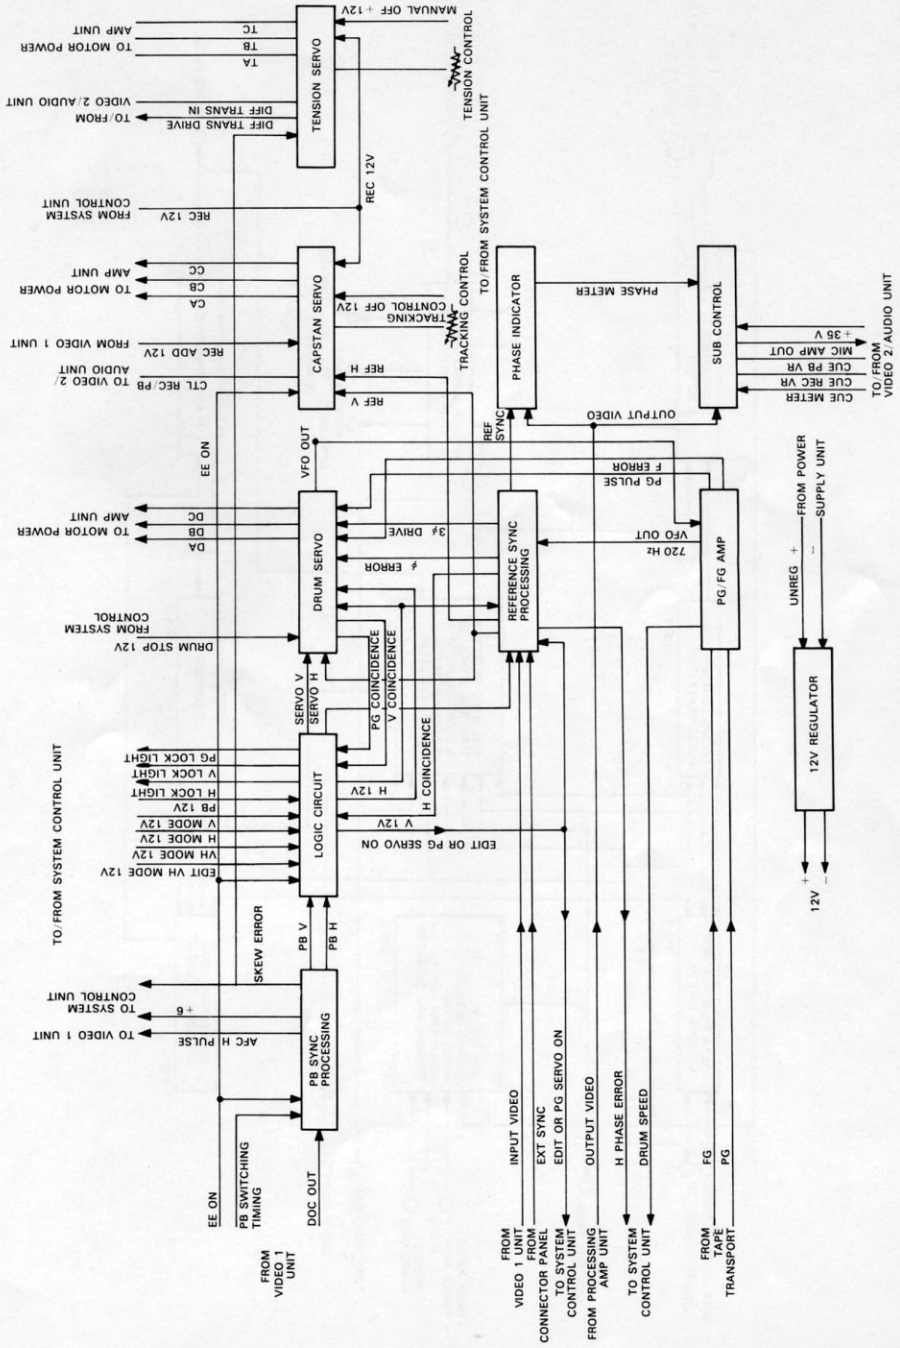 TO/FROM SYSTEM CONTROL UNIT
FROM
VIDEO 1
UNIT
EE ON
PB SWITCHING
TIMING
DOC OUT
PB SYNC
PROCESSING
AFC H PULSE
TO VIDEO 1 UNIT
+6
TO SYSTEM
CONTROL UNIT
SKEW ERROR
PB V
PB H
LOGIC CIRCUIT
EDIT VH MODE 12V
VH MODE 12V
H MODE 12V
V MODE 12V
PB 12V
H LOCK LIGHT
V LOCK LIGHT
PG LOCK LIGHT
V 12V
H 12V
EDIT OR PG SERVO ON
H COINCIDENCE
SERVO V
SERVO H
PG COINCIDENCE
V COINCIDENCE
DRUM STOP 12V
FROM SYSTEM
CONTROL
DRUM SERVO
DA
DB
DC
TO MOTOR POWER
AMP UNIT
VFO OUT
EE ON
φ ERROR
3φ DRIVE
PG PULSE
F ERROR
CAPSTAN SERVO
CTL REC/PB
TO VIDEO 2/
AUDIO UNIT
REC ADD 12V
FROM VIDEO 1 UNIT
CA
CB
CC
TO MOTOR POWER
AMP UNIT
REF V
REF H
TRACKING
CONTROL OFF 12V
TRACKING CONTROL
REC 12V
FROM SYSTEM
CONTROL UNIT
REC 12V
TENSION SERVO
DIFF TRANS DRIVE
DIFF TRANS IN
TO/FROM
VIDEO 2/AUDIO UNIT
TA
TB
TC
TO MOTOR POWER
AMP UNIT
MANUAL OFF + 12V
TENSION CONTROL
TO/FROM SYSTEM CONTROL UNIT
FROM
VIDEO 1 UNIT
FROM
CONNECTOR PANEL
TO SYSTEM
CONTROL UNIT
FROM PROCESSING
AMP UNIT
TO SYSTEM
CONTROL UNIT
FROM
TAPE
TRANSPORT
INPUT VIDEO
EXT SYNC
EDIT OR PG SERVO ON
OUTPUT VIDEO
H PHASE ERROR
DRUM SPEED
FG
PG
REFERENCE SYNC
PROCESSING
REF
SYNC
720 Hz
VFO OUT
PG/FG AMP
PHASE INDICATOR
PHASE METER
OUTPUT VIDEO
SUB CONTROL
CUE METER
CUE REC VR
CUE PB VR
MIC AMP OUT
+35 V
TO/FROM
VIDEO 2/AUDIO UNIT
12V
+
−
12V REGULATOR
UNREG
+
−
FROM POWER
SUPPLY UNIT